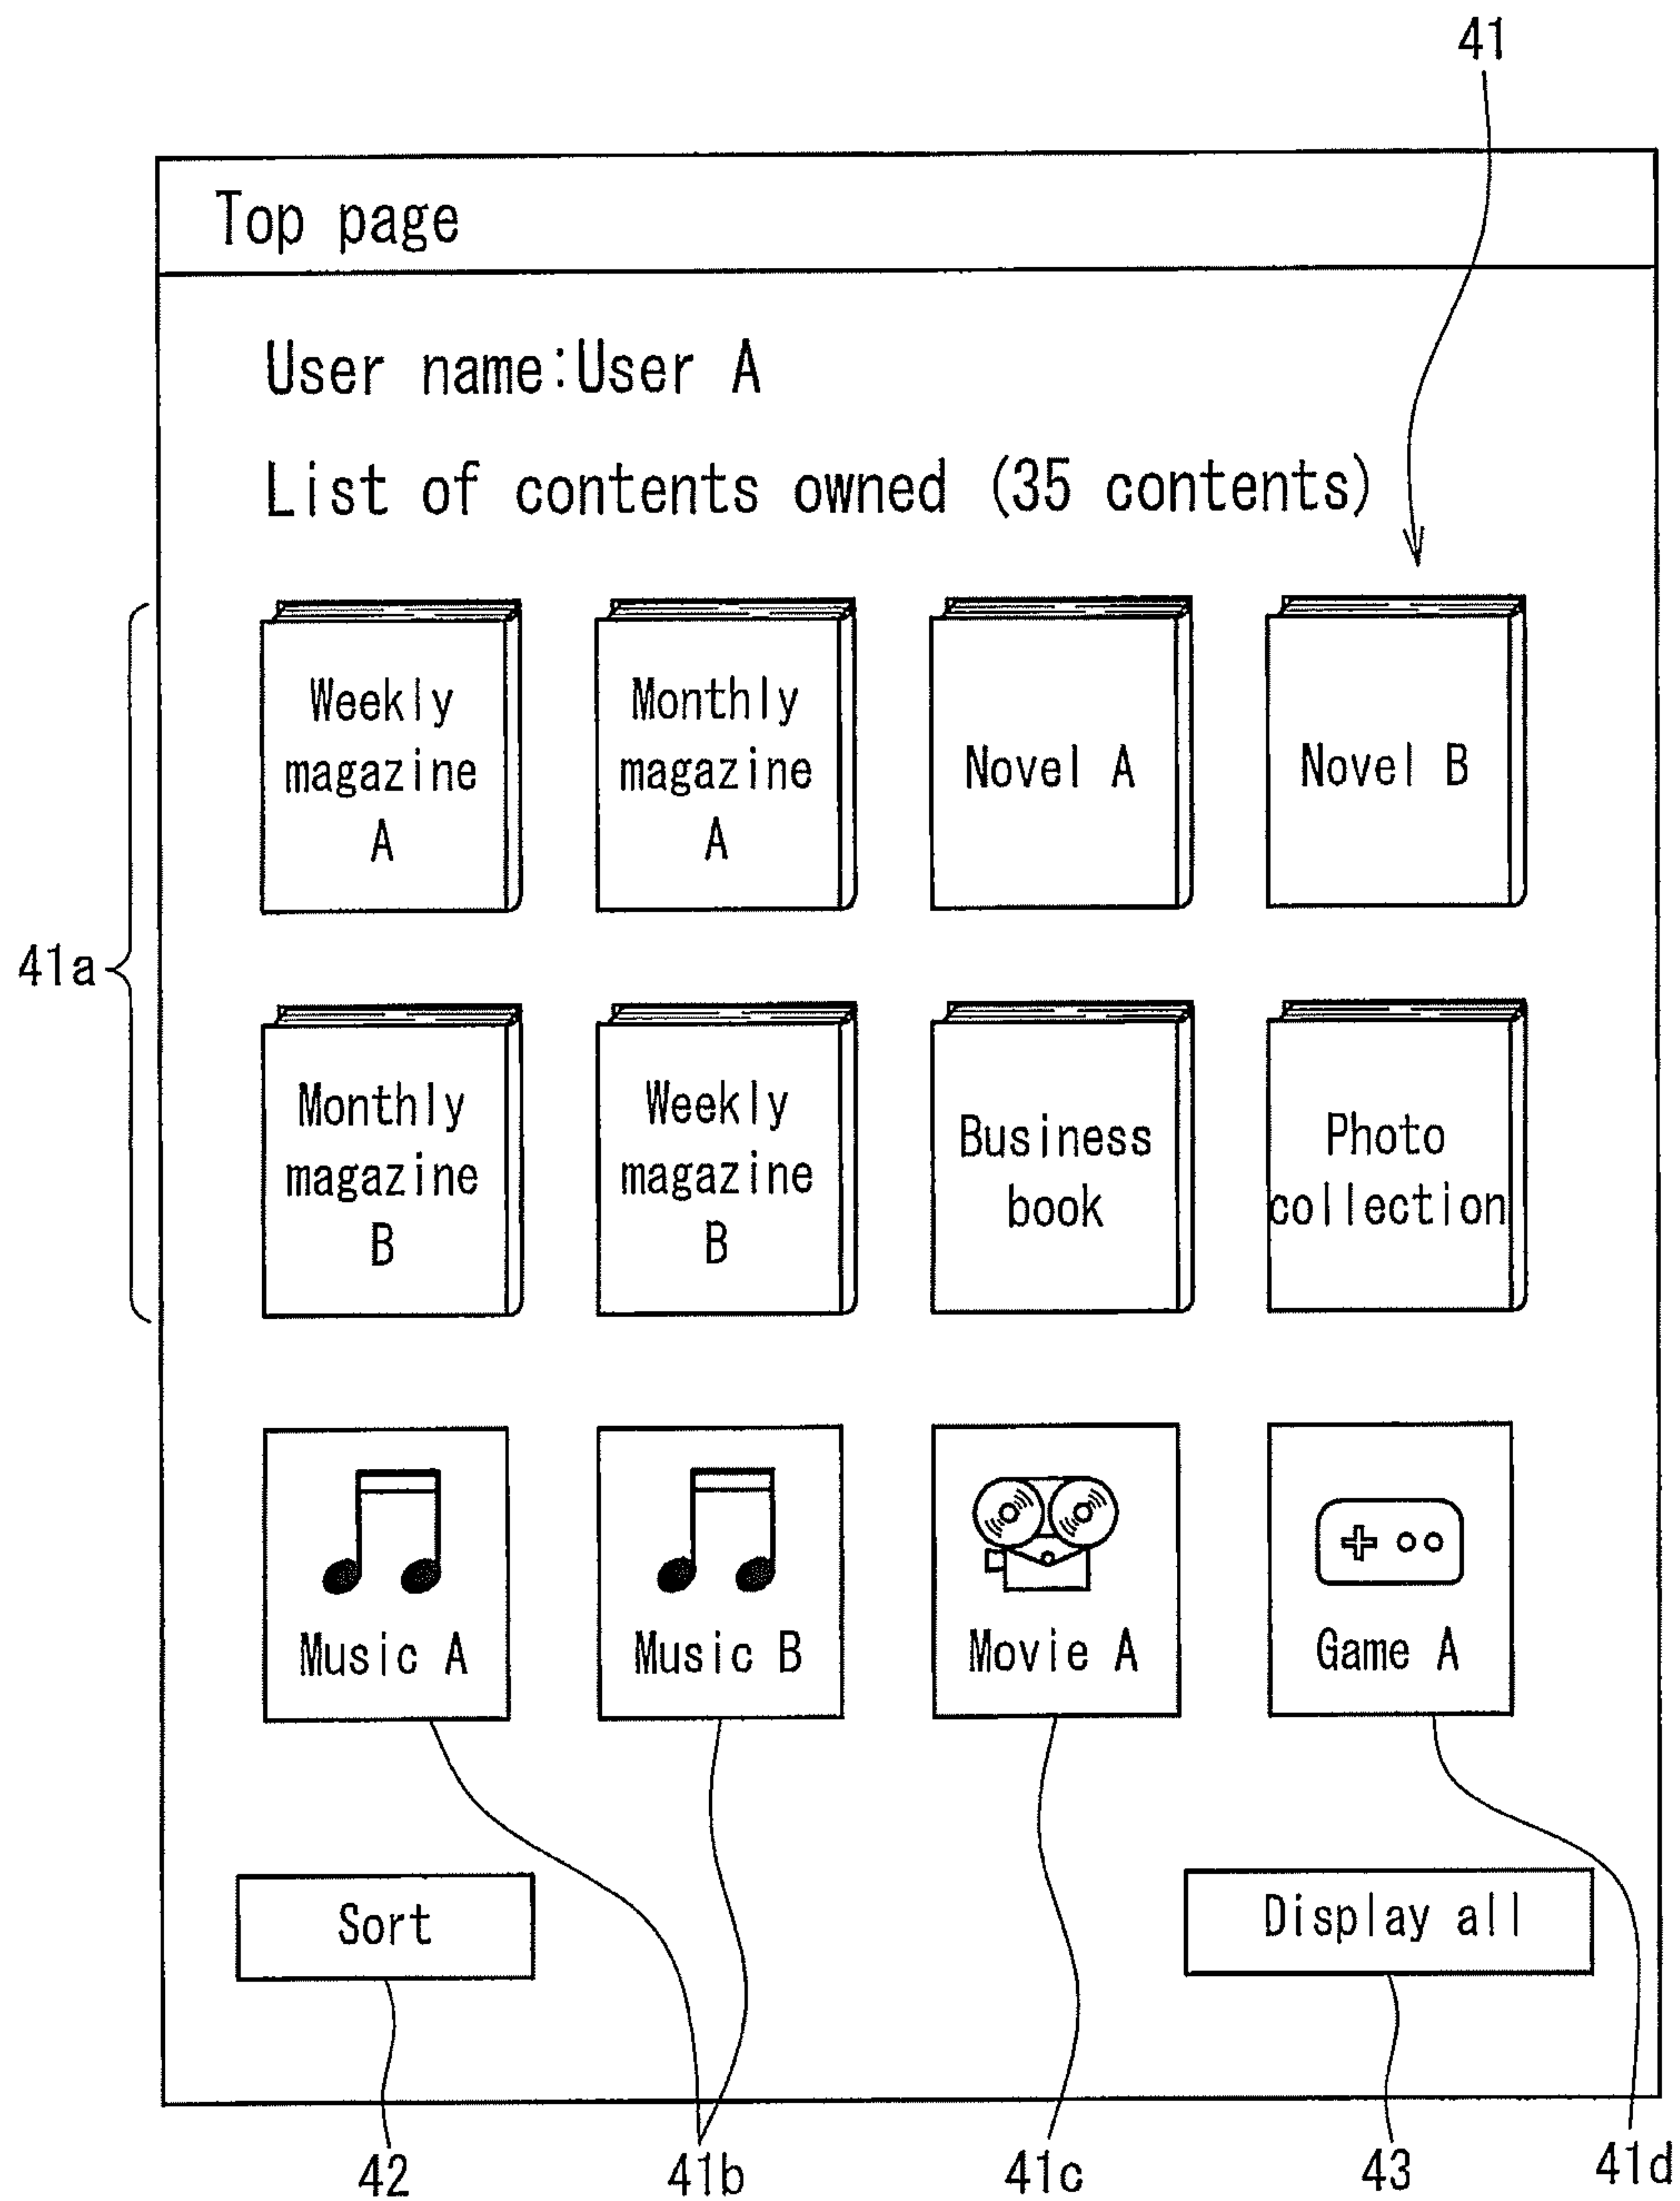 41
Top page
User name:User A
List of contents owned (35 contents)
Weekly
magazine
A
Monthly
magazine
A
Novel A
Novel B
41a
Monthly
magazine
B
Weekly
magazine
B
Business
book
Photo
collection
Music A
Music B
Movie A
Game A
Sort
Display all
42
41b
41c
43
41d